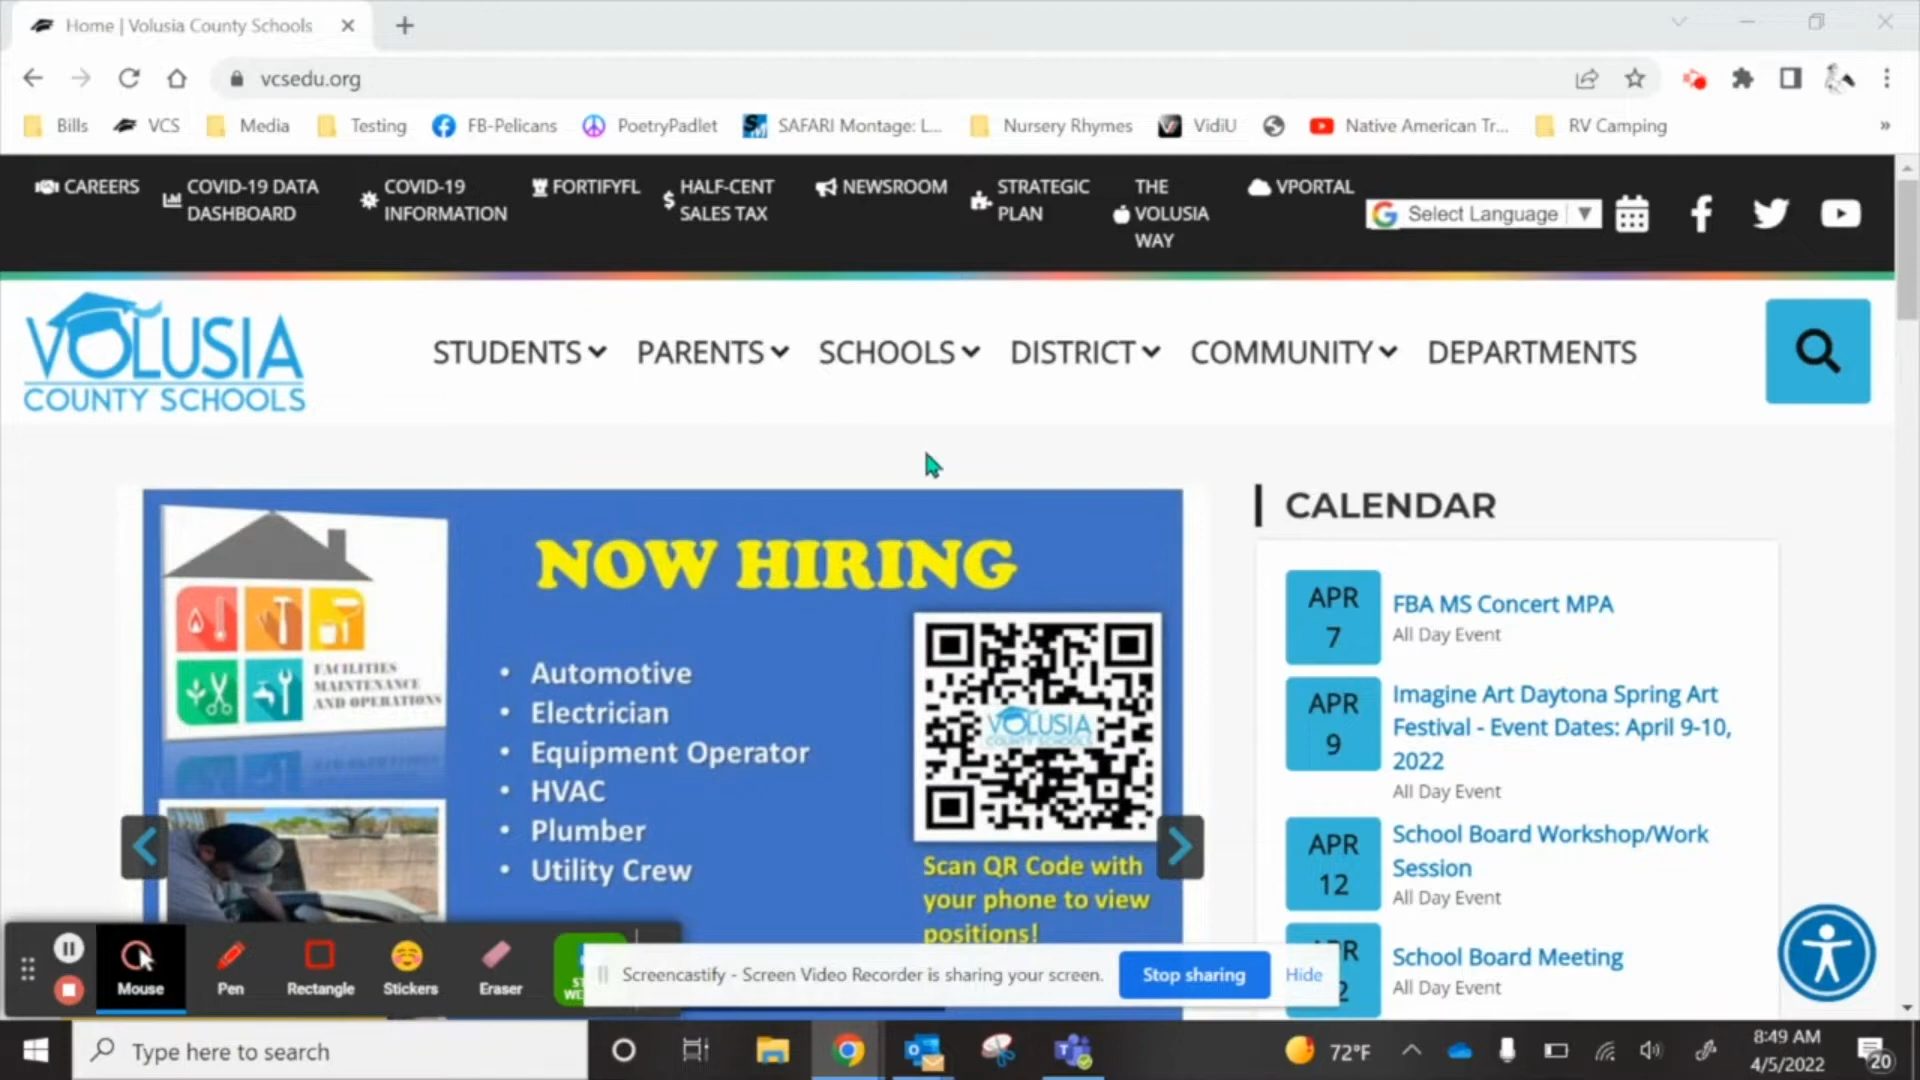 Home | Volusia County Schools
vcsedu.org
Bills VCS Media Testing FB-Pelicans PoetryPadlet SAFARI Montage: L... Nursery Rhymes VidiU Native American Tr... RV Camping »
CAREERS
COVID-19 DATA
DASHBOARD
COVID-19
INFORMATION
FORTIFYFL
HALF-CENT
SALES TAX
NEWSROOM
STRATEGIC
PLAN
THE
VOLUSIA
WAY
VPORTAL
Select Language
VOLUSIA
COUNTY SCHOOLS
STUDENTS PARENTS SCHOOLS DISTRICT COMMUNITY DEPARTMENTS
FACILITIES
MAINTENANCE
AND OPERATIONS
NOW HIRING
• Automotive
• Electrician
• Equipment Operator
• HVAC
• Plumber
• Utility Crew
VOLUSIA
COUNTY SCHOOLS
Scan QR Code with
your phone to view
positions!
CALENDAR
APR
7
FBA MS Concert MPA
All Day Event
APR
9
Imagine Art Daytona Spring Art
Festival - Event Dates: April 9-10,
2022
All Day Event
APR
12
School Board Workshop/Work
Session
All Day Event
School Board Meeting
All Day Event
Mouse Pen Rectangle Stickers Eraser
Screencastify - Screen Video Recorder is sharing your screen. Stop sharing Hide
Type here to search
72°F
8:49 AM
4/5/2022
20